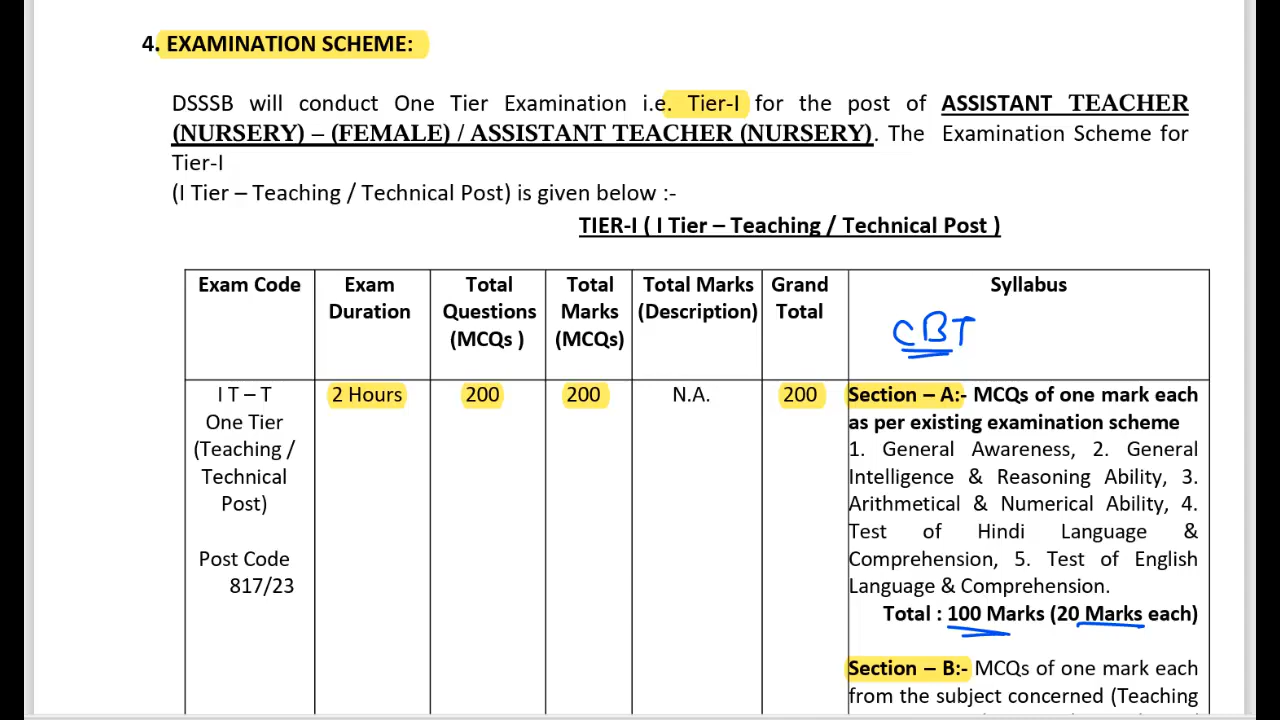 4. EXAMINATION SCHEME:
DSSSB will conduct One Tier Examination i.e. Tier-I for the post of ASSISTANT TEACHER
(NURSERY) – (FEMALE) / ASSISTANT TEACHER (NURSERY). The Examination Scheme for
Tier-I
(I Tier – Teaching / Technical Post) is given below :-
TIER-I ( I Tier – Teaching / Technical Post )
Exam Code
Exam
Duration
Total
Questions
(MCQs )
Total
Marks
(MCQs)
Total Marks
(Description)
Grand
Total
Syllabus
CBT
I T – T
One Tier
(Teaching /
Technical
Post)
Post Code
817/23
2 Hours
200
200
N.A.
200
Section – A:- MCQs of one mark each
as per existing examination scheme
1. General Awareness, 2. General
Intelligence & Reasoning Ability, 3.
Arithmetical & Numerical Ability, 4.
Test of Hindi Language &
Comprehension, 5. Test of English
Language & Comprehension.
Total : 100 Marks (20 Marks each)
Section – B:- MCQs of one mark each
from the subject concerned (Teaching